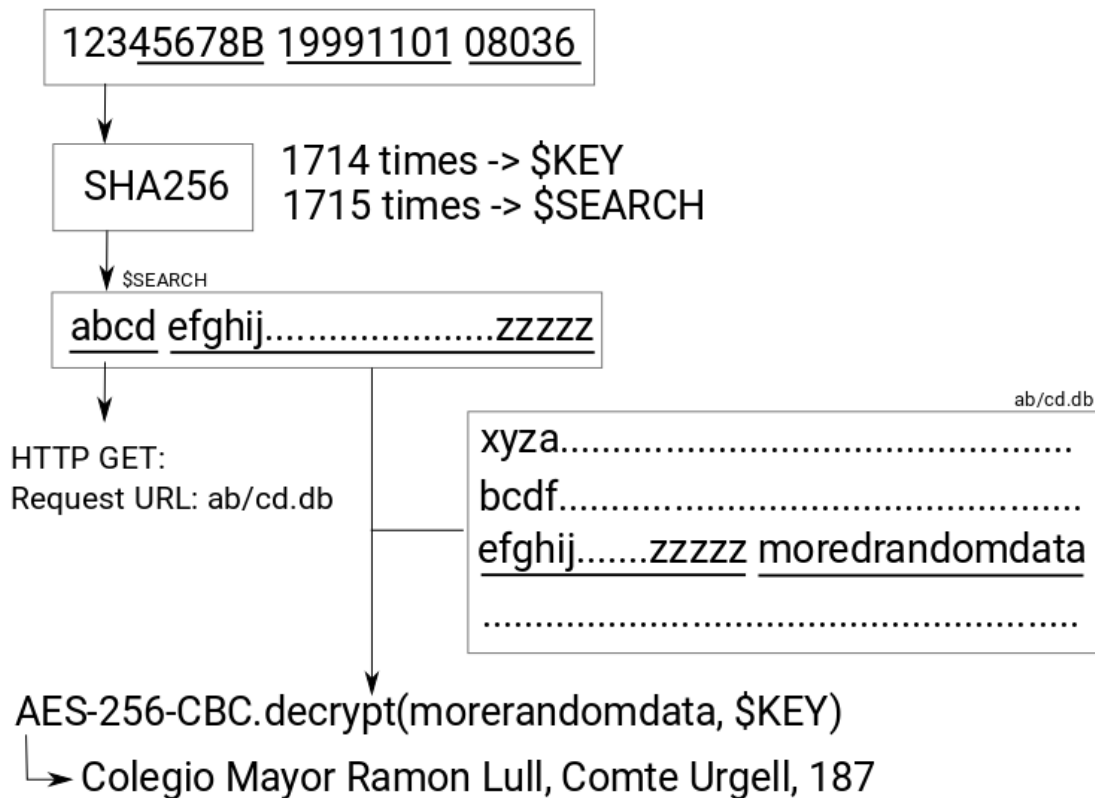 12345678B 19991101 08036
SHA256
1714 times -> $KEY
1715 times -> $SEARCH
$SEARCH
abcd efghij......................zzzzz
HTTP GET:
Request URL: ab/cd.db
ab/cd.db
xyza.................................................
bcdf..................................................
efghij.......zzzzz moredrandomdata
.........................................................
AES-256-CBC.decrypt(morerandomdata, $KEY)
Colegio Mayor Ramon Lull, Comte Urgell, 187